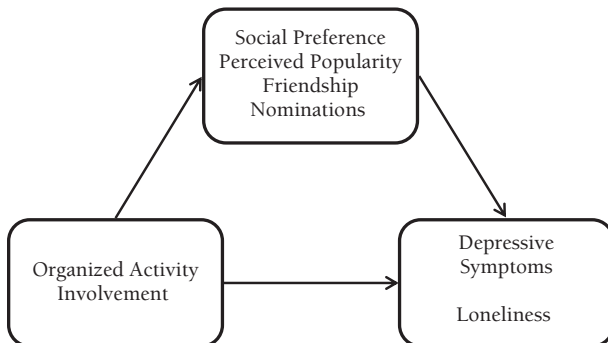 Social Preference
Perceived Popularity
Friendship
Nominations
Organized Activity
Involvement
Depressive
Symptoms
Loneliness